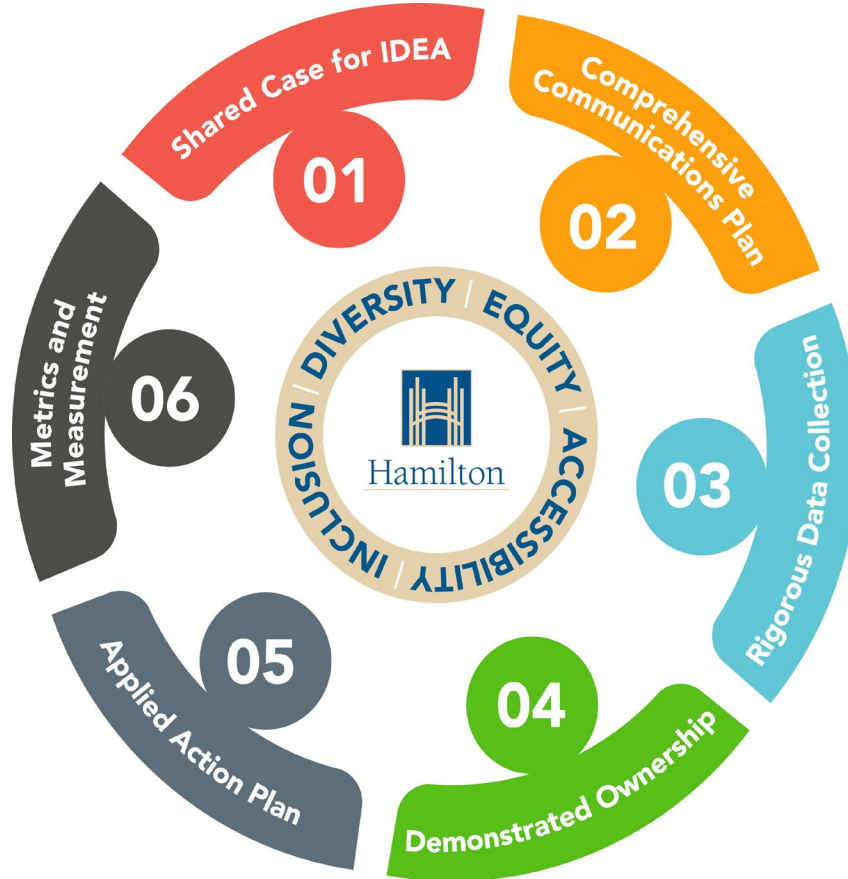 Shared Case for IDEA
01
Comprehensive
Communications Plan
02
Rigorous Data Collection
03
Demonstrated Ownership
04
Applied Action Plan
05
Metrics and
Measurement
06
DIVERSITY | EQUITY | ACCESSIBILITY | INCLUSION |
Hamilton